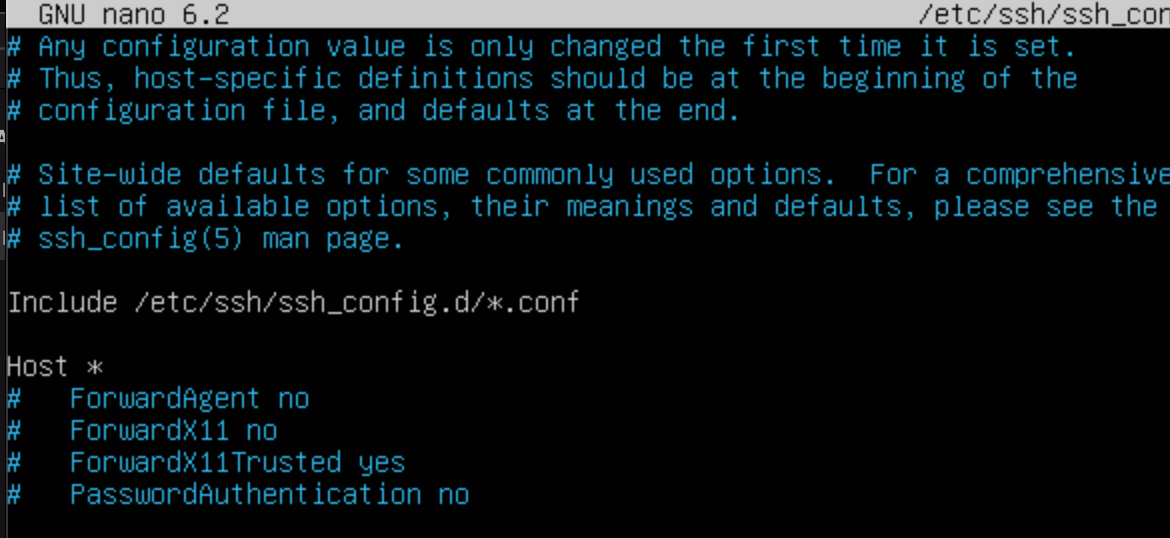 GNU nano 6.2 /etc/ssh/ssh_con
# Any configuration value is only changed the first time it is set.
# Thus, host-specific definitions should be at the beginning of the
# configuration file, and defaults at the end.
# Site-wide defaults for some commonly used options.  For a comprehensive
# list of available options, their meanings and defaults, please see the
# ssh_config(5) man page.
Include /etc/ssh/ssh_config.d/*.conf
Host *
#   ForwardAgent no
#   ForwardX11 no
#   ForwardX11Trusted yes
#   PasswordAuthentication no